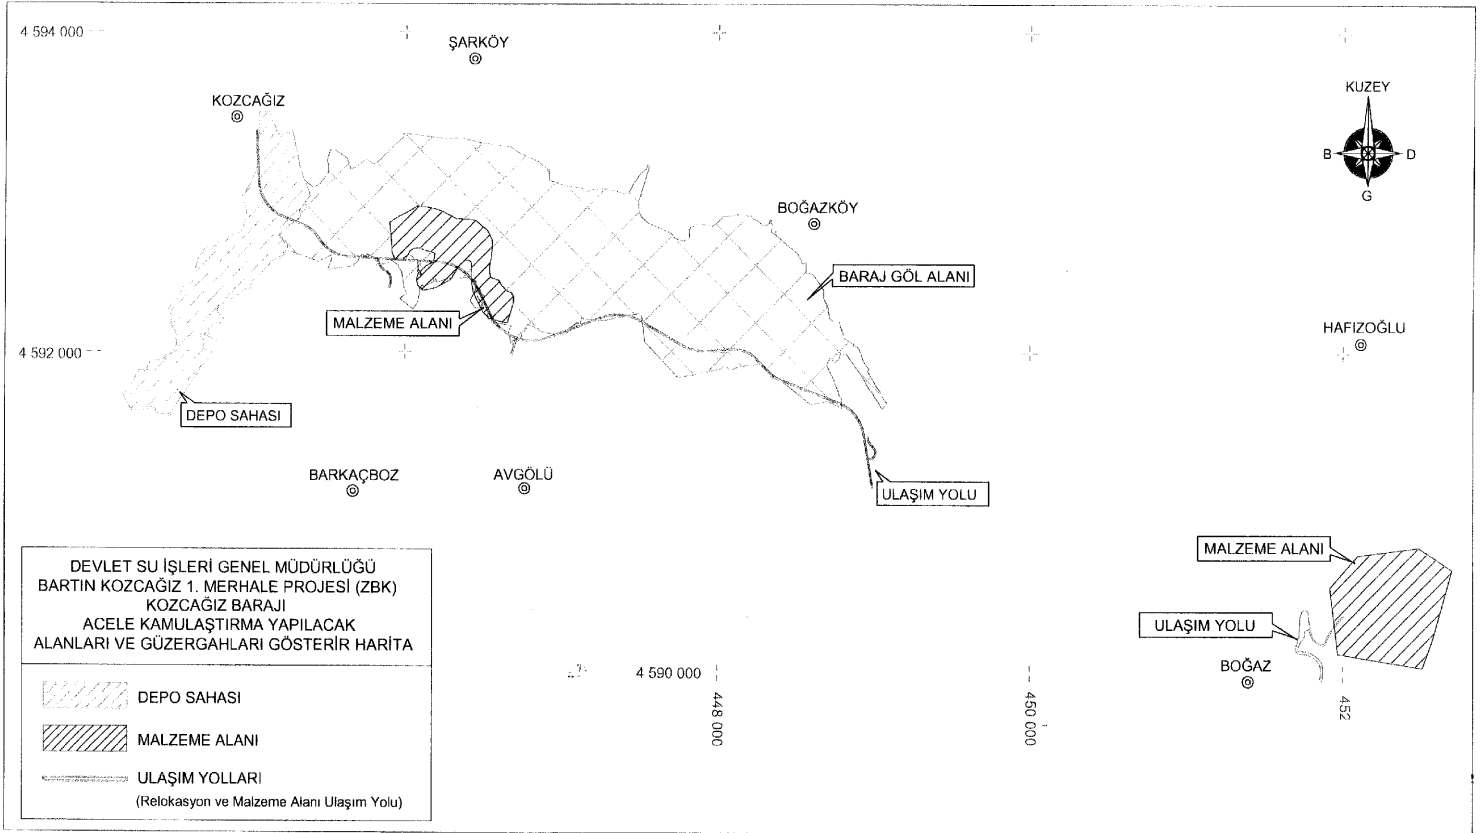 4 594 000
ŞARKÖY
KOZCAĞIZ
KUZEY
B
D
G
BOĞAZKÖY
BARAJ GÖL ALANI
MALZEME ALANI
HAFIZOĞLU
4 592 000
DEPO SAHASI
BARKAÇBOZ
AVGÖLÜ
ULAŞIM YOLU
MALZEME ALANI
ULAŞIM YOLU
BOĞAZ
DEVLET SU İŞLERİ GENEL MÜDÜRLÜĞÜ
BARTIN KOZCAĞIZ 1. MERHALE PROJESİ (ZBK)
KOZCAĞIZ BARAJI
ACELE KAMULAŞTIRMA YAPILACAK
ALANLARI VE GÜZERGAHLARI GÖSTERİR HARİTA
4 590 000
448 000
450 000
452
DEPO SAHASI
MALZEME ALANI
ULAŞIM YOLLARI
(Relokasyon ve Malzeme Alanı Ulaşım Yolu)